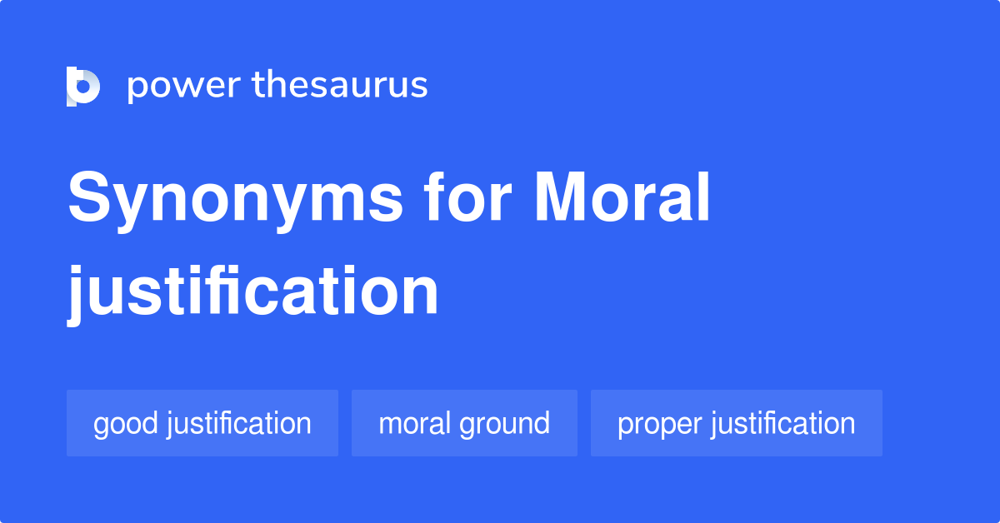 power thesaurus
Synonyms for Moral
justification
good justification moral ground proper justification